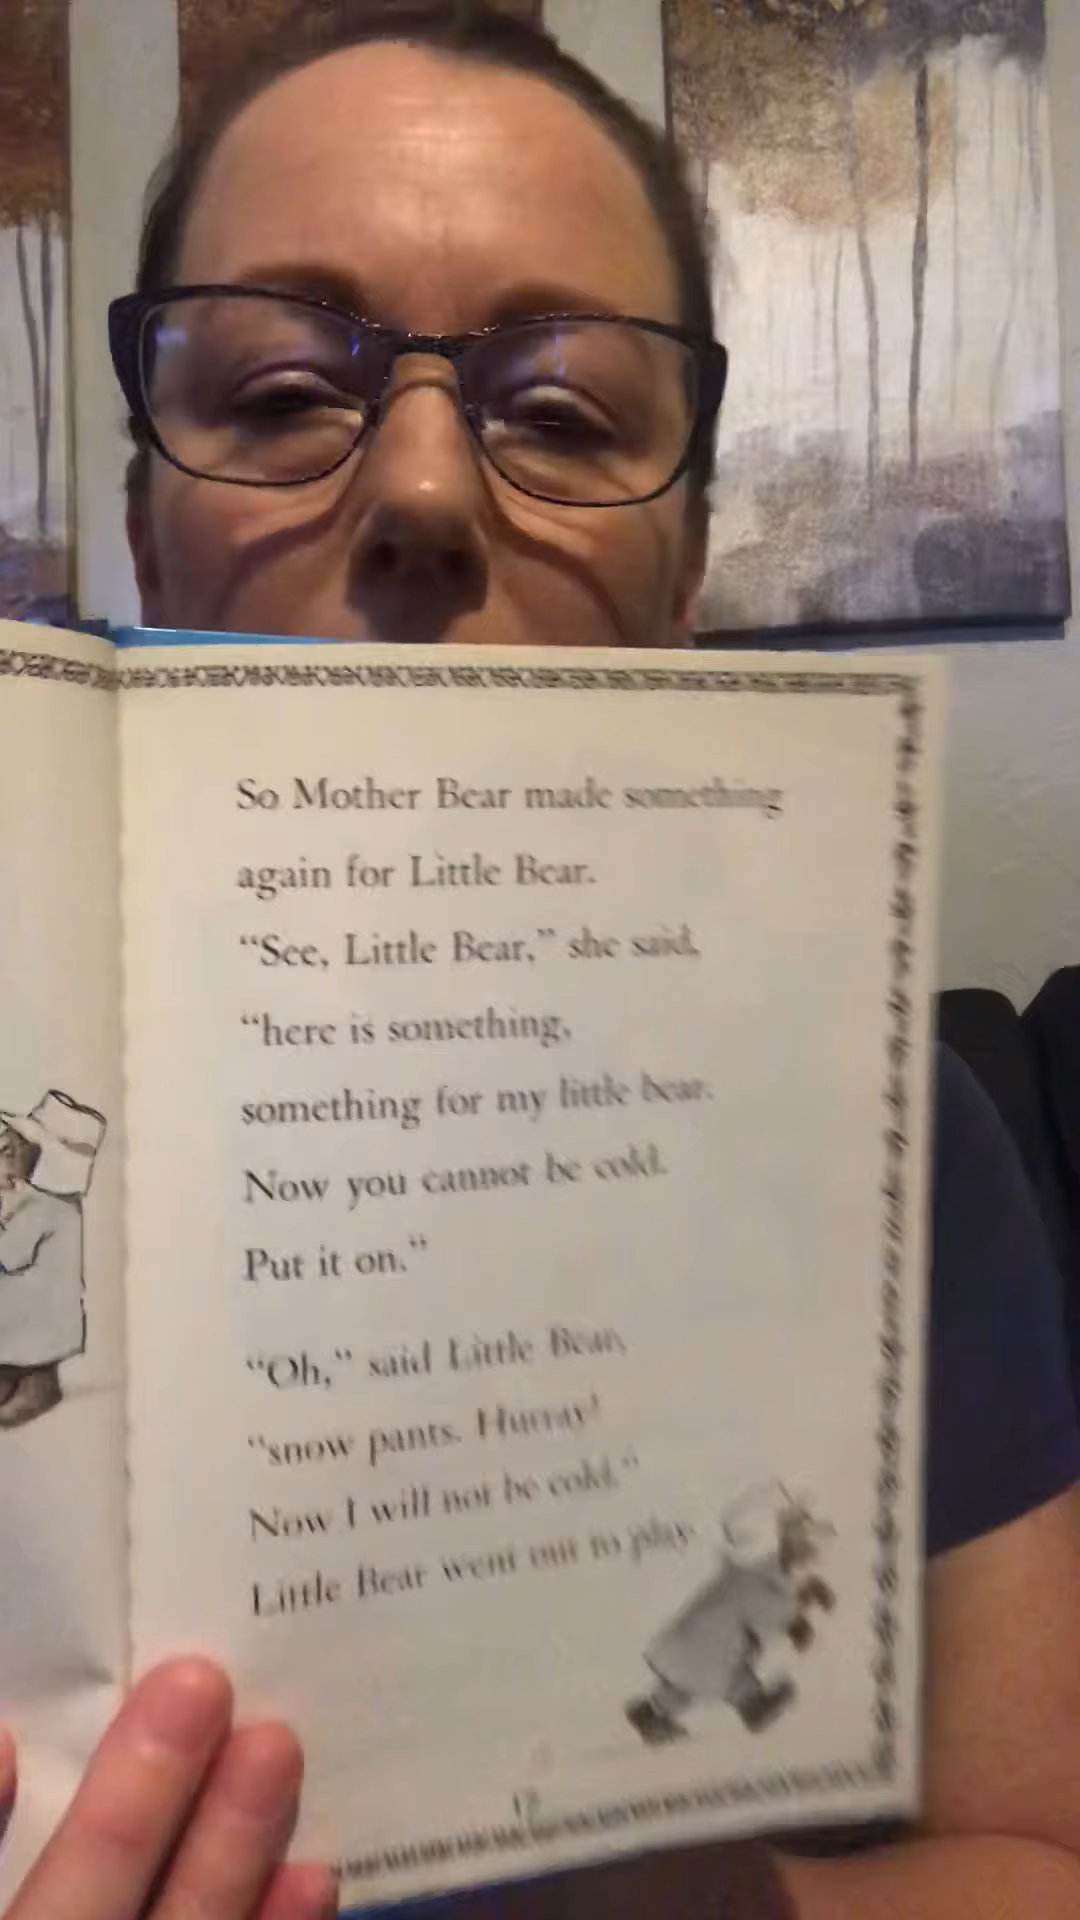 So Mother Bear made something
again for Little Bear.
“See, Little Bear,” she said,
“here is something,
something for my little bear.
Now you cannot be cold.
Put it on.”
“Oh,” said Little Bear,
“snow pants. Hurray!
Now I will not be cold.”
Little Bear went out to play.